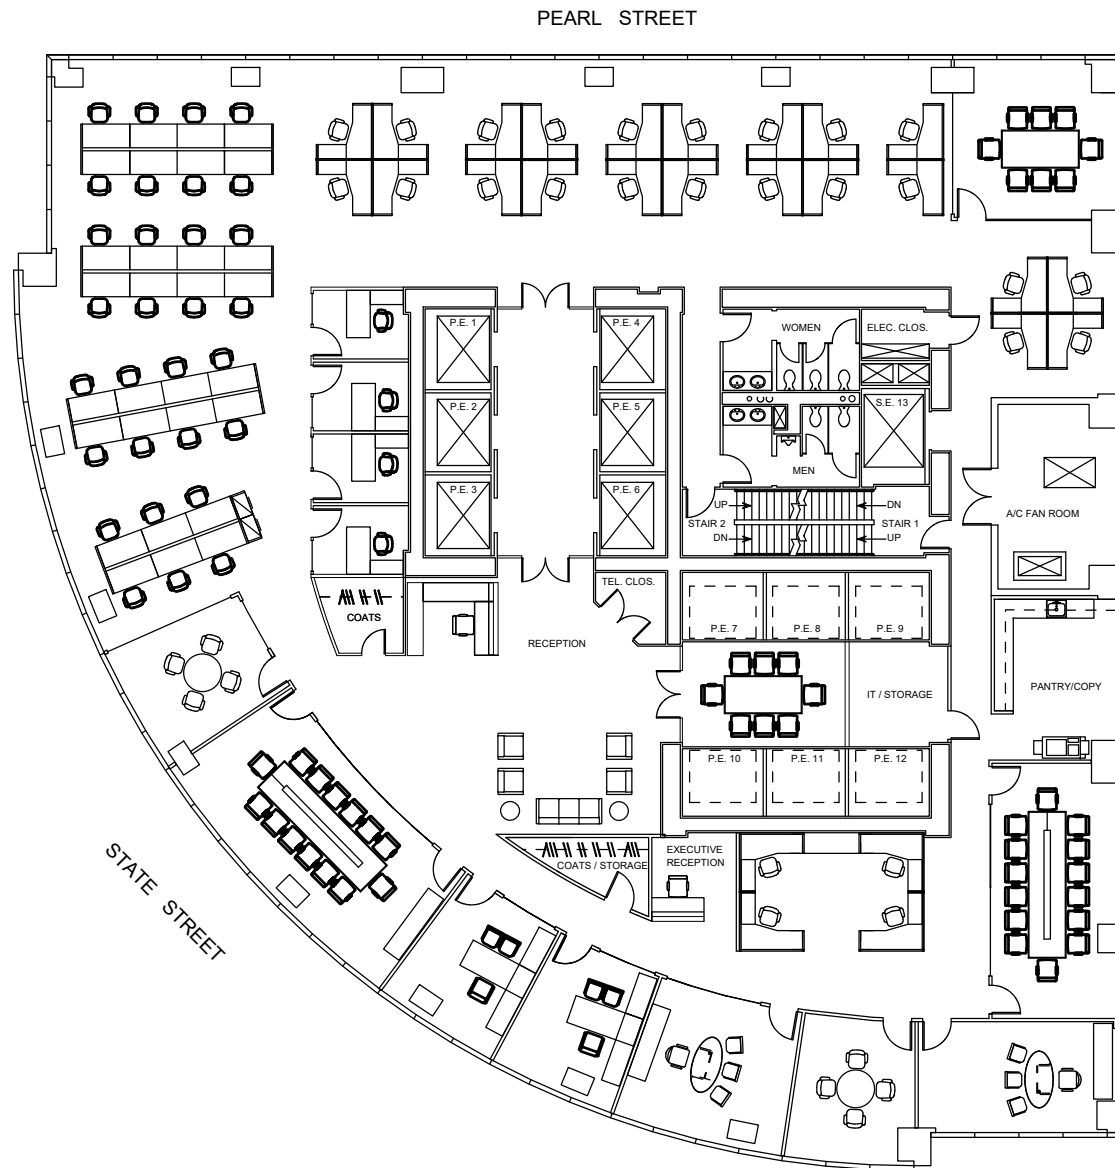 PEARL STREET
P.E. 1
P.E. 4
WOMEN
ELEC. CLOS.
P.E. 2
P.E. 5
S.E. 13
MEN
P.E. 3
P.E. 6
UP
DN
STAIR 2
STAIR 1
DN
UP
A/C FAN ROOM
TEL. CLOS.
COATS
RECEPTION
P.E. 7
P.E. 8
P.E. 9
IT / STORAGE
PANTRY/COPY
P.E. 10
P.E. 11
P.E. 12
COATS / STORAGE
EXECUTIVE
RECEPTION
STATE STREET